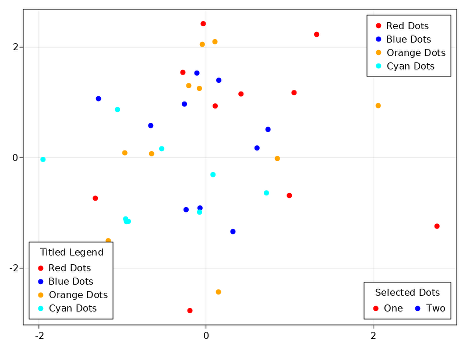 Red Dots
Blue Dots
Orange Dots
Cyan Dots
2
0
-2
Titled Legend
Red Dots
Blue Dots
Orange Dots
Cyan Dots
Selected Dots
One Two
-2 0 2